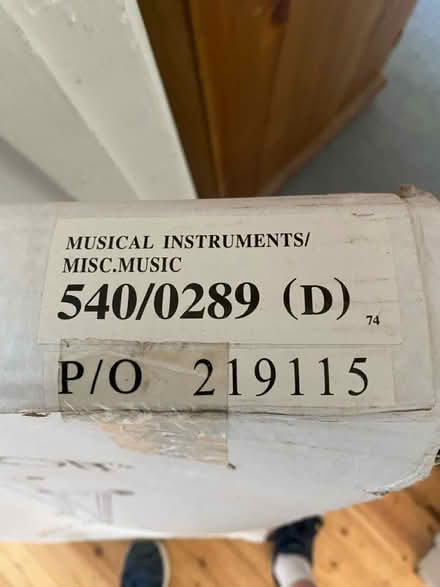 MUSICAL INSTRUMENTS/
MISC.MUSIC
540/0289 (D) 74
P/O 219115